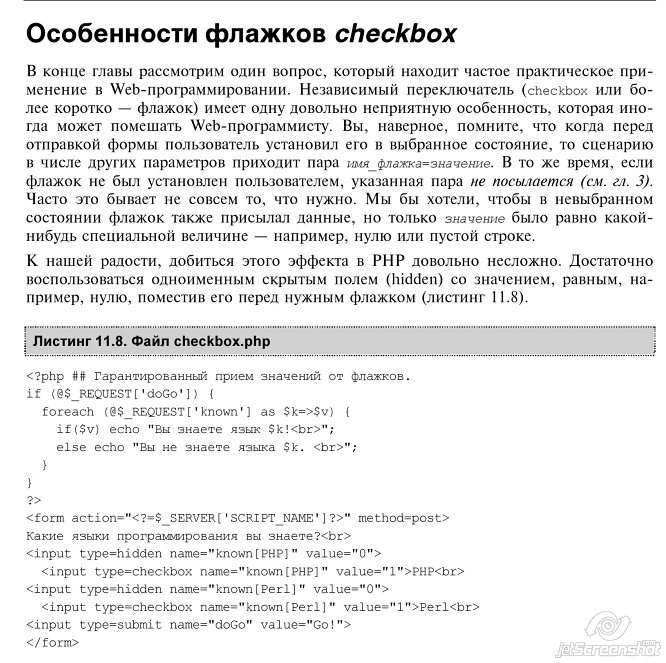 Особенности флажков checkbox
В конце главы рассмотрим один вопрос, который находит частое практическое при-
менение в Web-программировании. Независимый переключатель (checkbox или бо-
лее коротко — флажок) имеет одну довольно неприятную особенность, которая ино-
гда может помешать Web-программисту. Вы, наверное, помните, что когда перед
отправкой формы пользователь установил его в выбранное состояние, то сценарию
в числе других параметров приходит пара имя_флажка=значение. В то же время, если
флажок не был установлен пользователем, указанная пара не посылается (см. гл. 3).
Часто это бывает не совсем то, что нужно. Мы бы хотели, чтобы в невыбранном
состоянии флажок также присылал данные, но только значение было равно какой-
нибудь специальной величине — например, нулю или пустой строке.
К нашей радости, добиться этого эффекта в PHP довольно несложно. Достаточно
воспользоваться одноименным скрытым полем (hidden) со значением, равным, на-
пример, нулю, поместив его перед нужным флажком (листинг 11.8).
Листинг 11.8. Файл checkbox.php
<?php ## Гарантированный прием значений от флажков.
if (@$_REQUEST['doGo']) {
  foreach (@$_REQUEST['known'] as $k=>$v) {
    if($v) echo "Вы знаете язык $k!<br>";
    else echo "Вы не знаете языка $k. <br>";
  }
}
?>
<form action="<?=$_SERVER['SCRIPT_NAME']?>" method=post>
Какие языки программирования вы знаете?<br>
<input type=hidden name="known[PHP]" value="0">
  <input type=checkbox name="known[PHP]" value="1">PHP<br>
<input type=hidden name="known[Perl]" value="0">
  <input type=checkbox name="known[Perl]" value="1">Perl<br>
<input type=submit name="doGo" value="Go!">
</form>
jetScreenshot.com